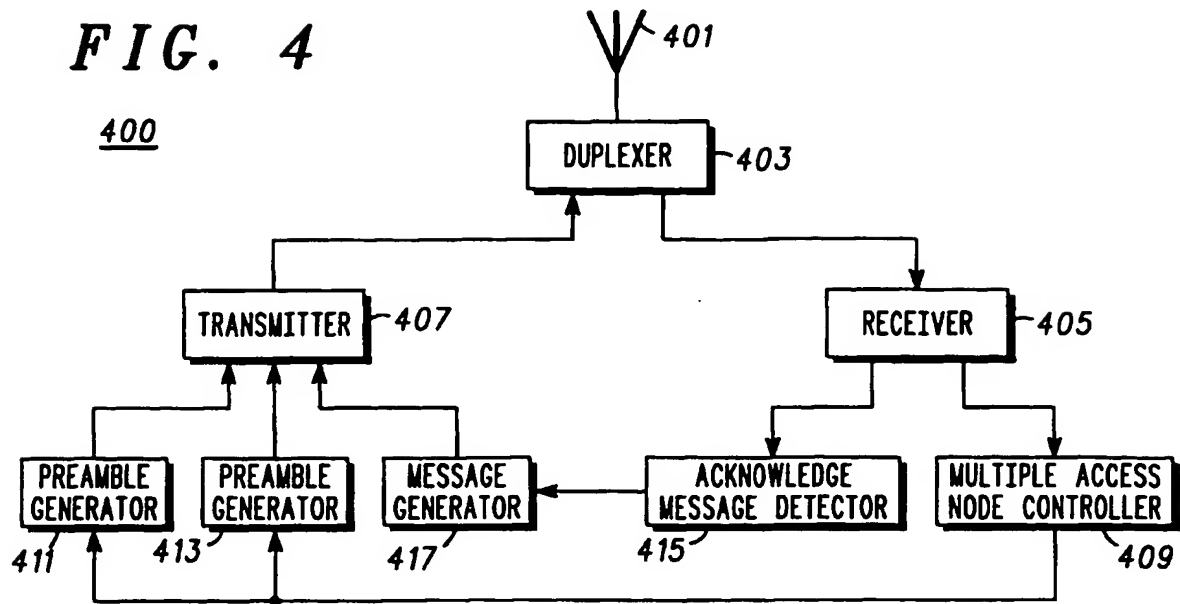 FIG. 4
400
401
DUPLEXER
403
TRANSMITTER
407
RECEIVER
405
PREAMBLE
GENERATOR
411
PREAMBLE
GENERATOR
413
MESSAGE
GENERATOR
417
ACKNOWLEDGE
MESSAGE DETECTOR
415
MULTIPLE ACCESS
NODE CONTROLLER
409